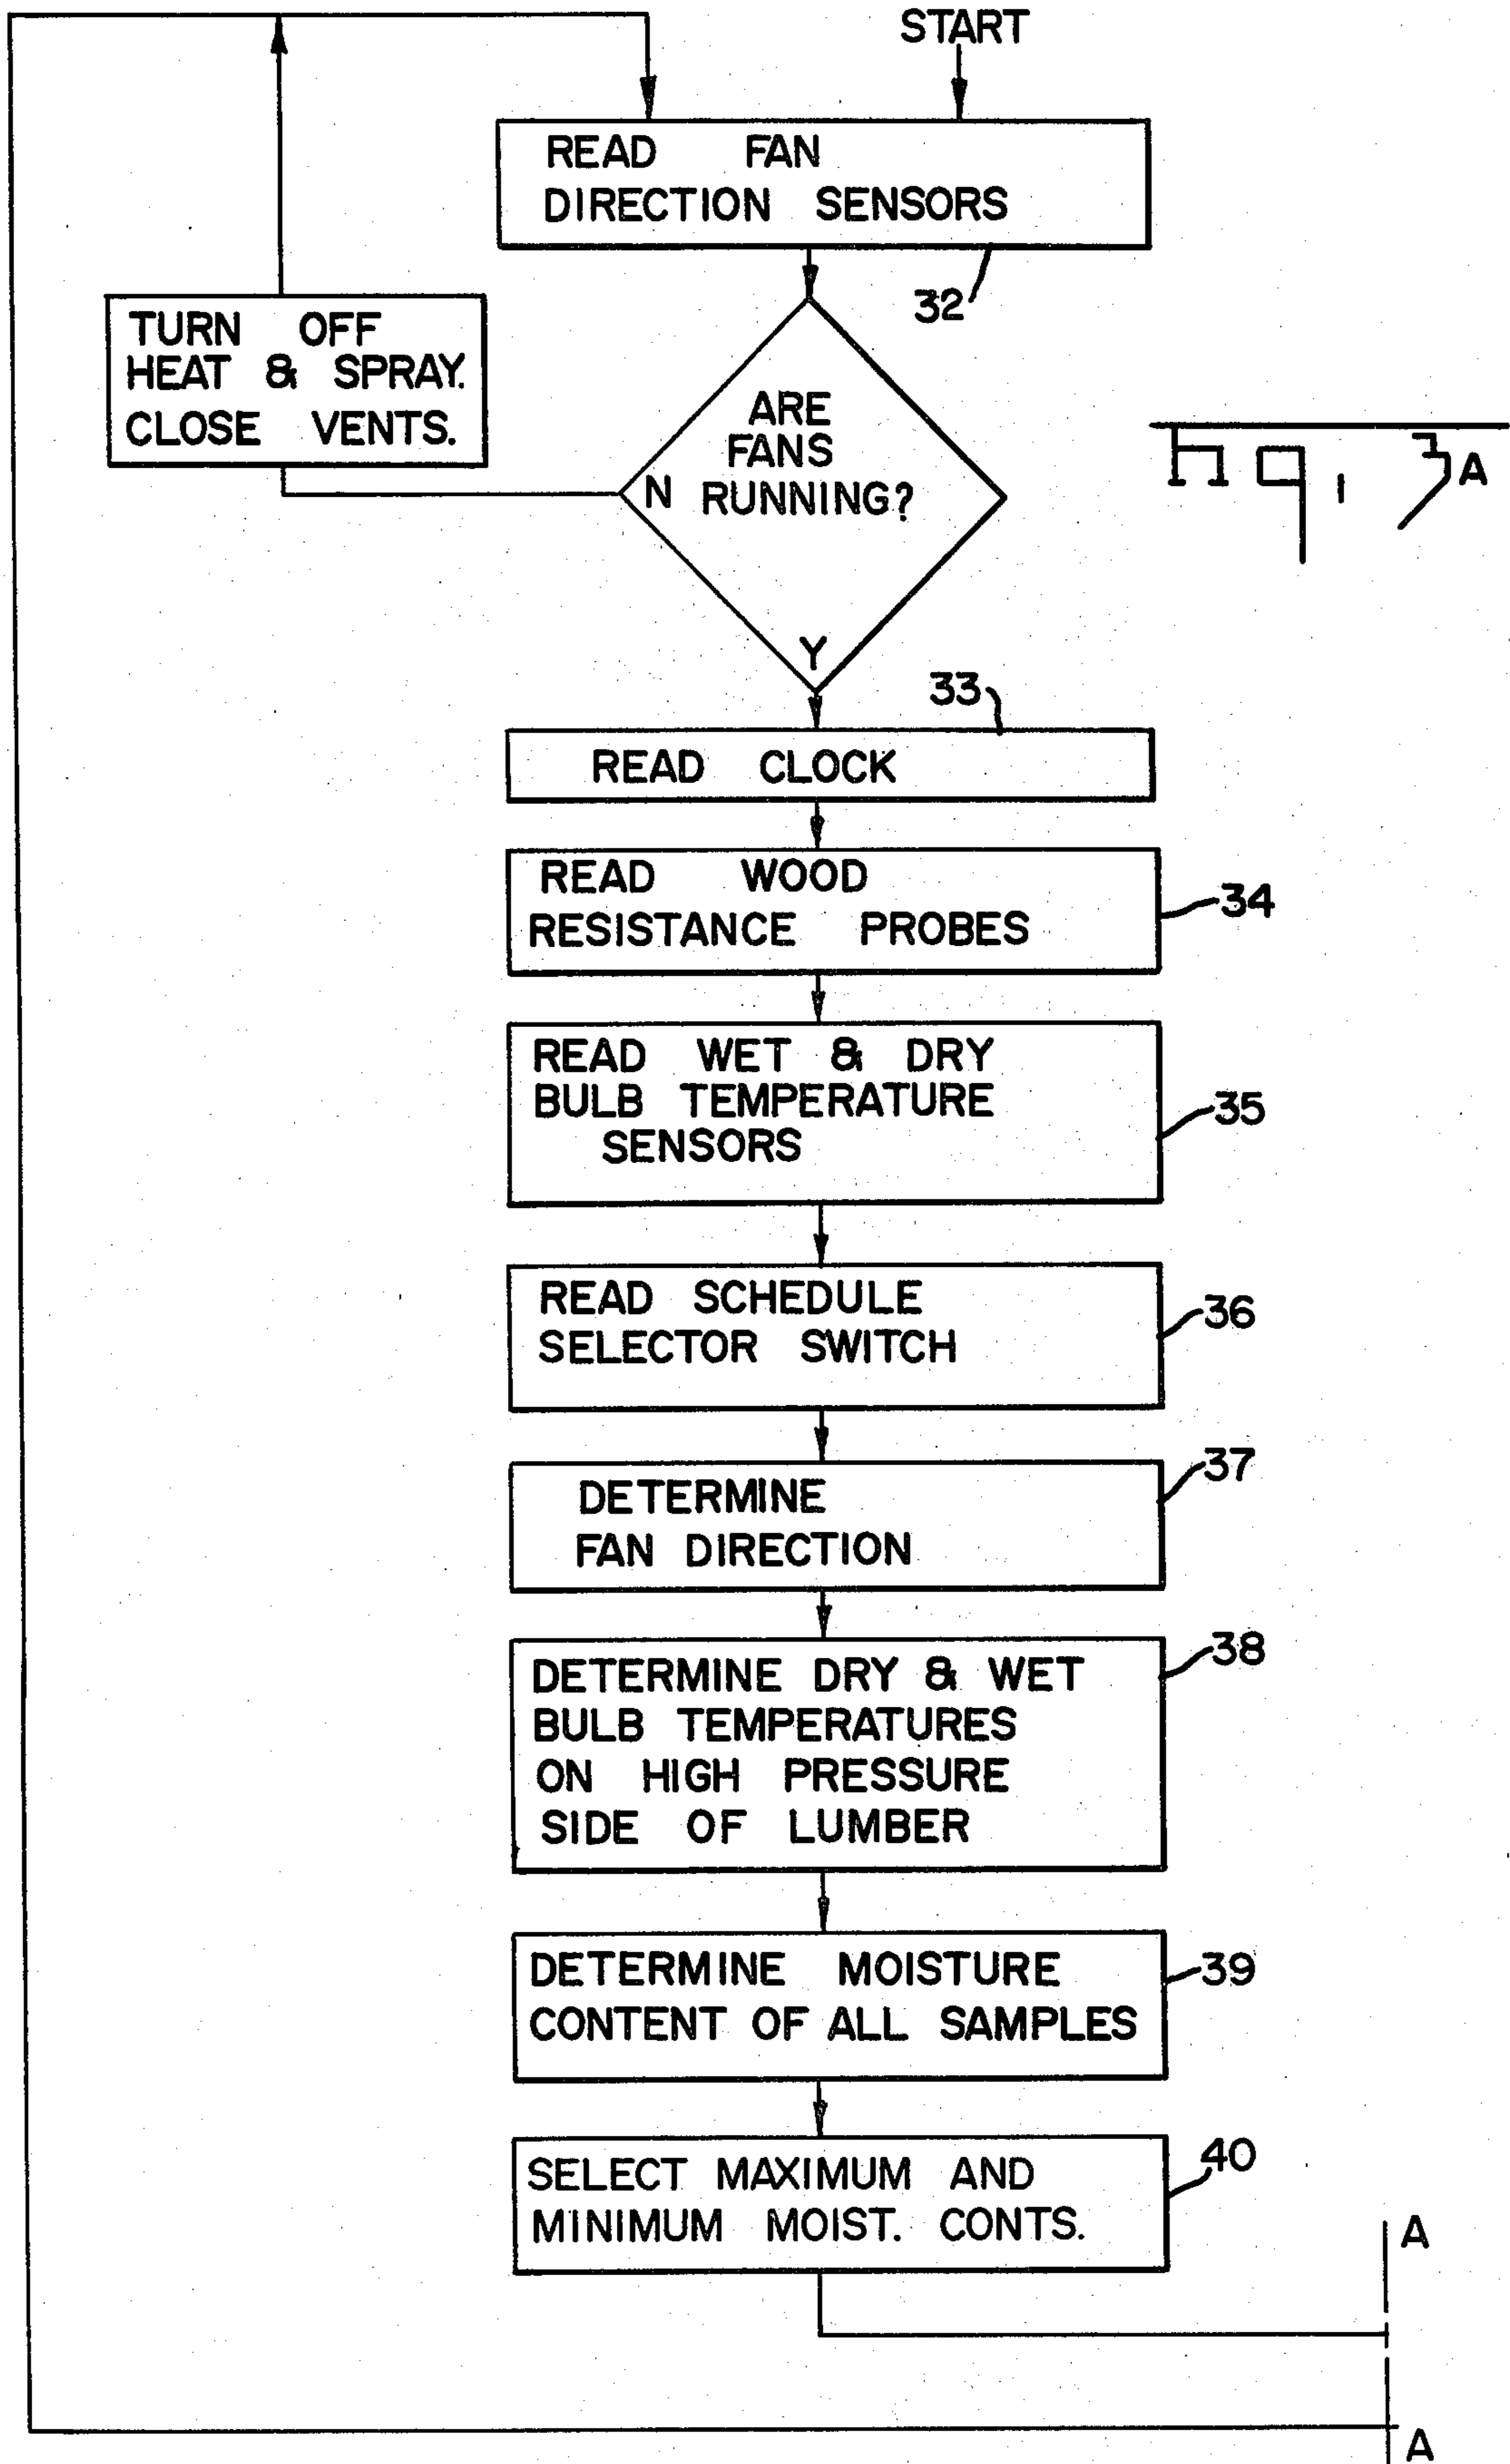 START
READ FAN
DIRECTION SENSORS
32
TURN OFF
HEAT & SPRAY.
CLOSE VENTS.
ARE
FANS
N RUNNING?
A
Y
33
READ CLOCK
READ WOOD
RESISTANCE PROBES
34
READ WET & DRY
BULB TEMPERATURE
SENSORS
35
READ SCHEDULE
SELECTOR SWITCH
36
37
DETERMINE
FAN DIRECTION
38
DETERMINE DRY & WET
BULB TEMPERATURES
ON HIGH PRESSURE
SIDE OF LUMBER
39
DETERMINE MOISTURE
CONTENT OF ALL SAMPLES
40
SELECT MAXIMUM AND
MINIMUM MOIST. CONTS.
A
A